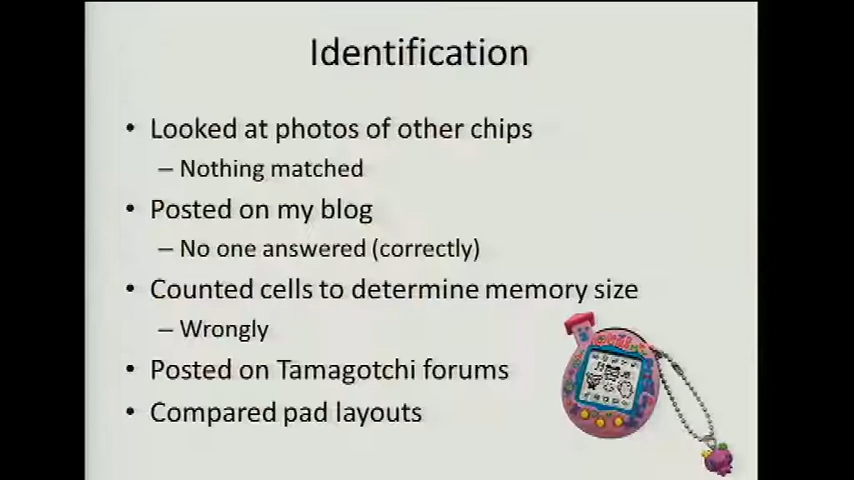 Identification
• Looked at photos of other chips
– Nothing matched
• Posted on my blog
– No one answered (correctly)
• Counted cells to determine memory size
– Wrongly
• Posted on Tamagotchi forums
• Compared pad layouts